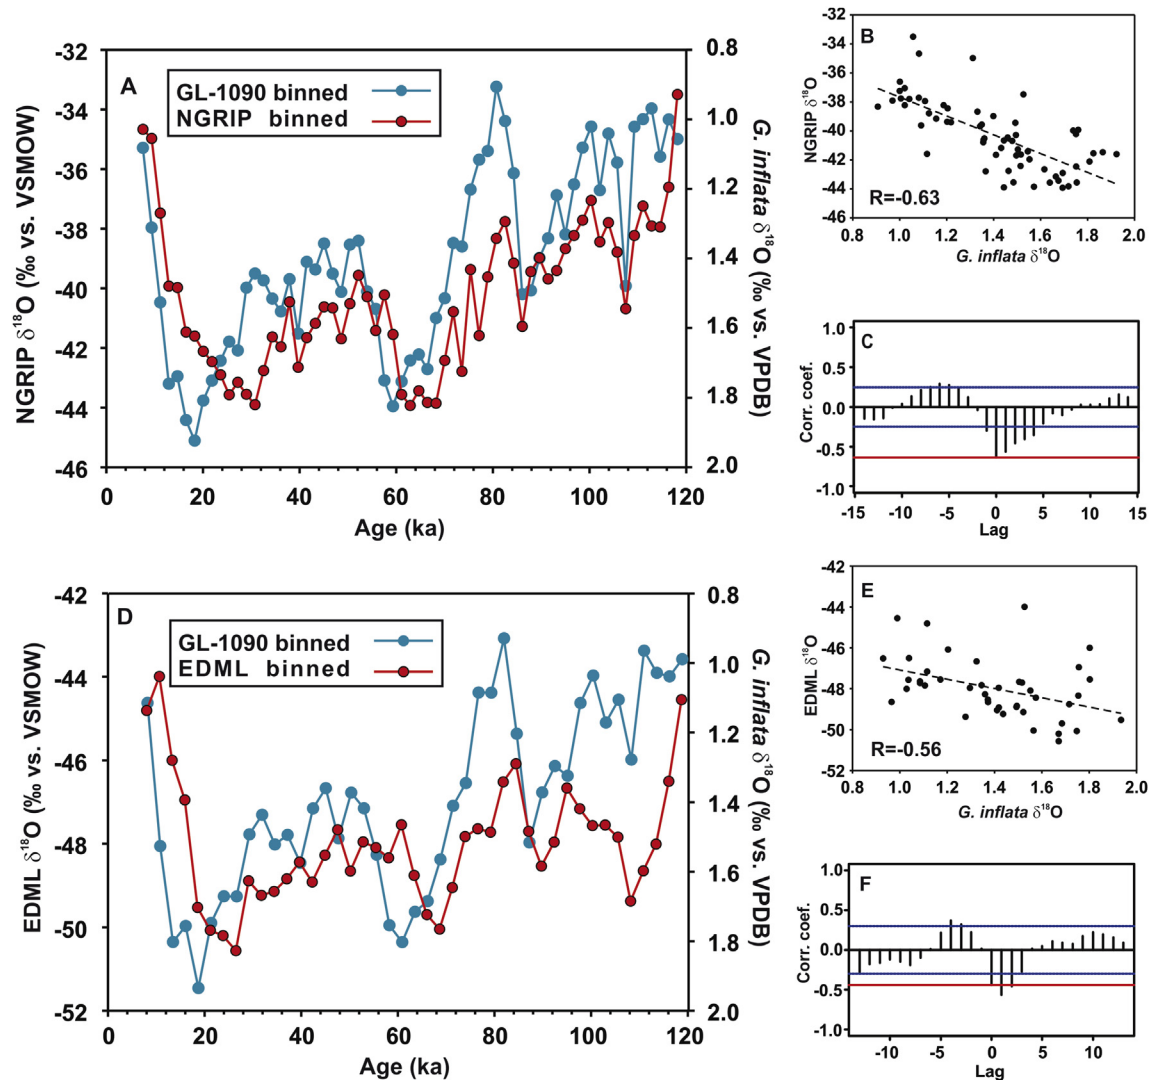 A
GL-1090 binned
NGRIP binned
NGRIP δ¹⁸O (‰ vs. VSMOW)
-32
-34
-36
-38
-40
-42
-44
-46
0.8
1.0
1.2
1.4
1.6
1.8
2.0
G. inflata δ¹⁸O (‰ vs. VPDB)
0 20 40 60 80 100 120
Age (ka)
B
NGRIP δ¹⁸O
-32
-34
-36
-38
-40
-42
-44
-46
R=-0.63
0.8 1.0 1.2 1.4 1.6 1.8 2.0
G. inflata δ¹⁸O
C
Corr. coef.
1.0
0.5
0.0
-0.5
-1.0
-15 -10 -5 0 5 10 15
Lag
D
GL-1090 binned
EDML binned
EDML δ¹⁸O (‰ vs. VSMOW)
-42
-44
-46
-48
-50
-52
0.8
1.0
1.2
1.4
1.6
1.8
2.0
G. inflata δ¹⁸O (‰ vs. VPDB)
0 20 40 60 80 100 120
Age (ka)
E
EDML δ¹⁸O
-42
-44
-46
-48
-50
-52
R=-0.56
0.8 1.0 1.2 1.4 1.6 1.8 2.0
G. inflata δ¹⁸O
F
Corr. coef.
1.0
0.5
0.0
-0.5
-1.0
-10 -5 0 5 10
Lag